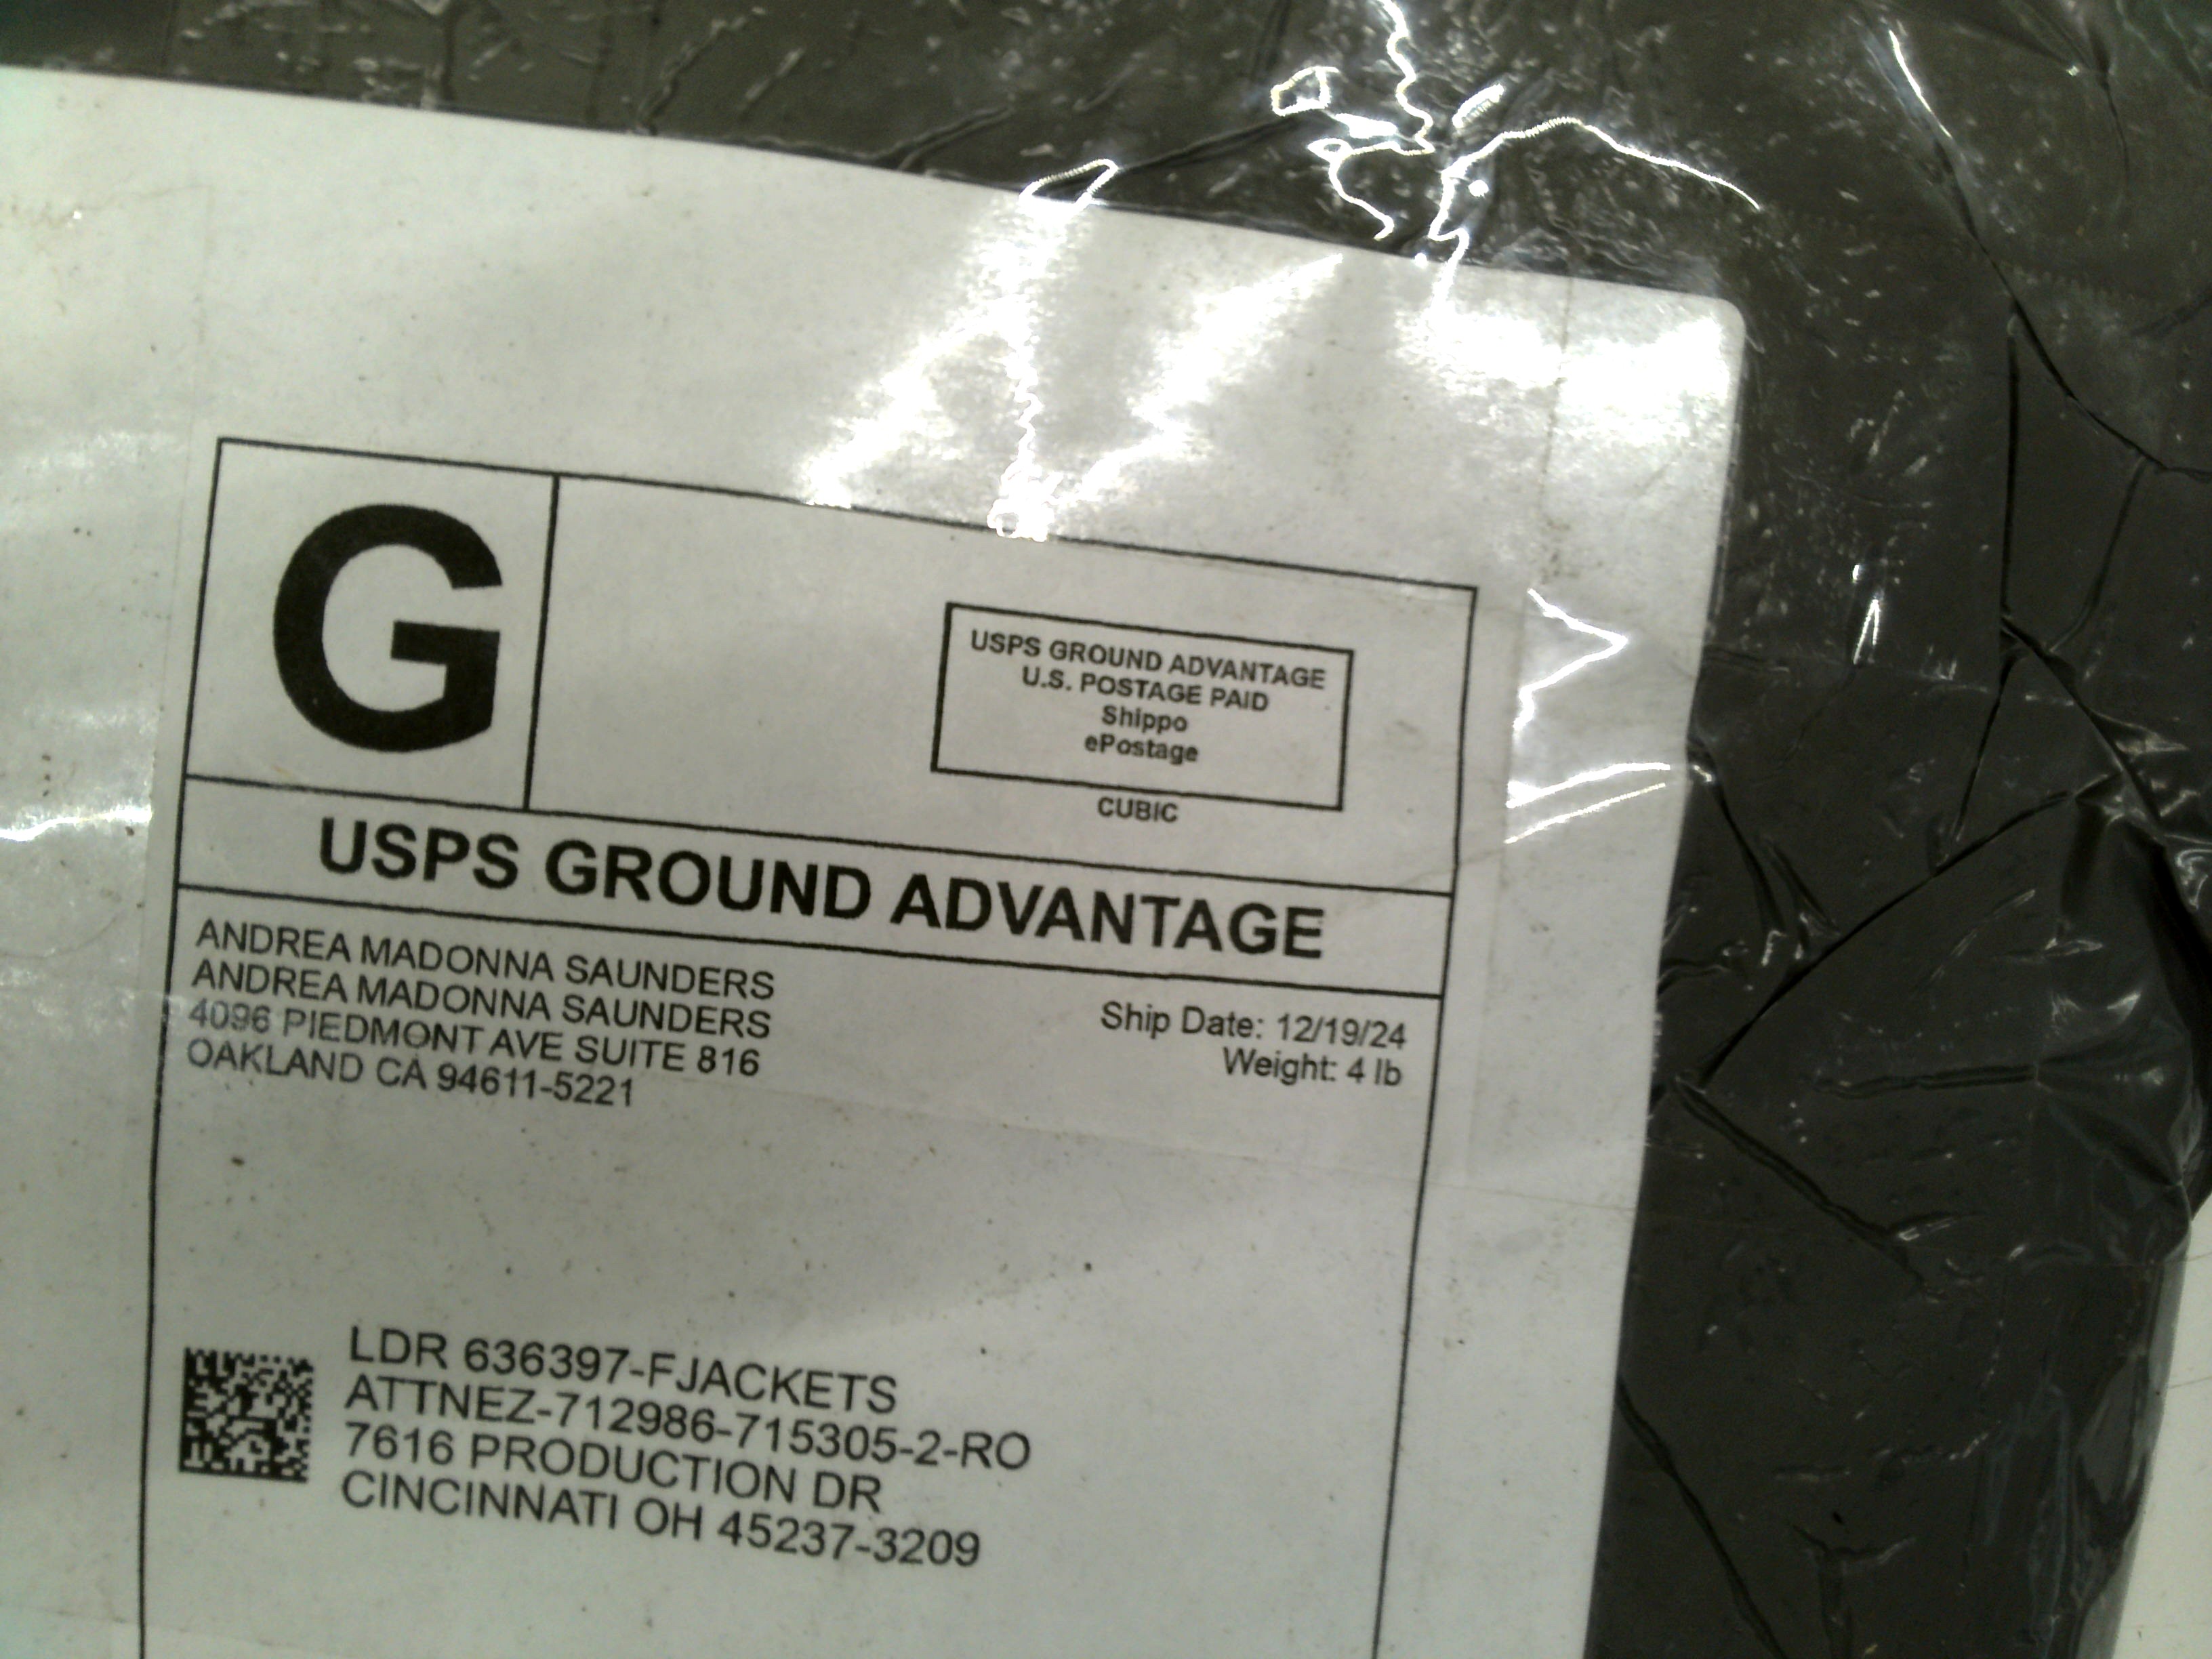 G
USPS GROUND ADVANTAGE
U.S. POSTAGE PAID
Shippo
ePostage
CUBIC
USPS GROUND ADVANTAGE
ANDREA MADONNA SAUNDERS
ANDREA MADONNA SAUNDERS
4096 PIEDMONT AVE SUITE 816
OAKLAND CA 94611-5221
Ship Date: 12/19/24
Weight: 4 lb
LDR 636397-FJACKETS
ATTNEZ-712986-715305-2-RO
7616 PRODUCTION DR
CINCINNATI OH 45237-3209